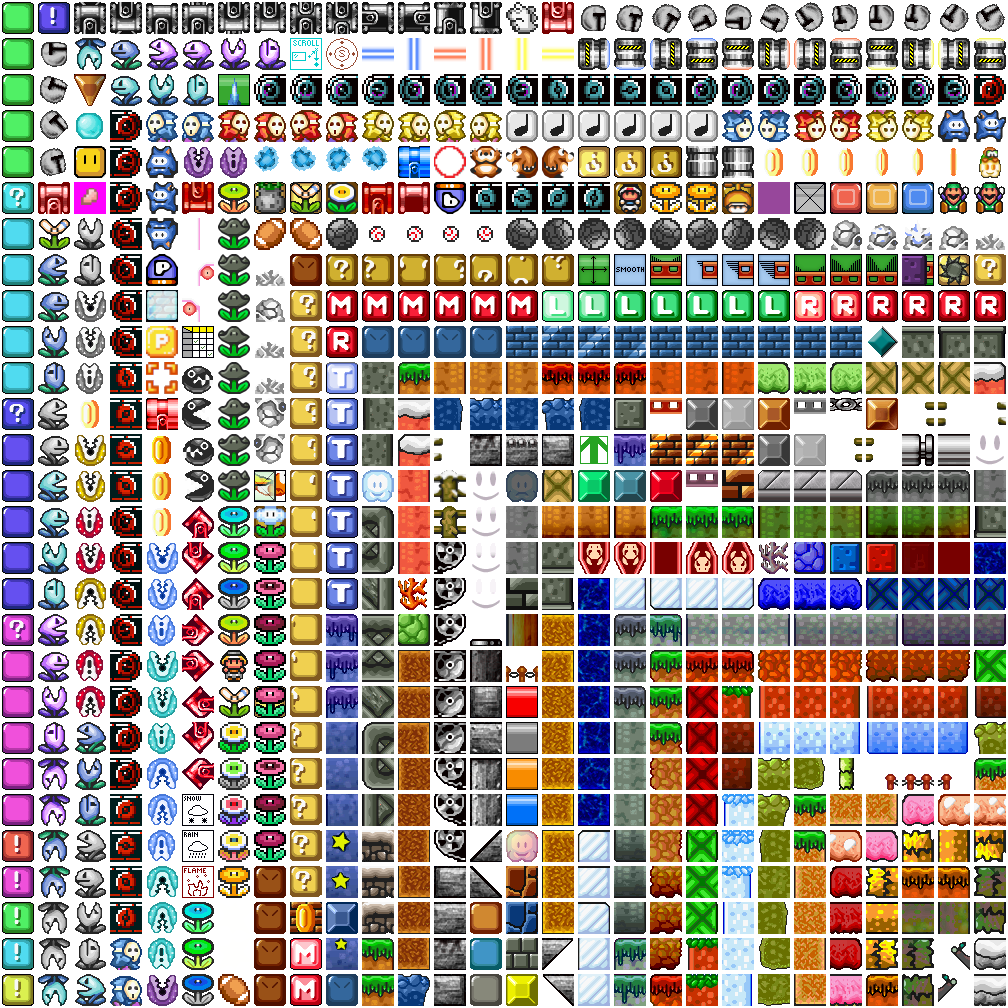 !
SCROLL S
?
P ? ? SMOOTH ?
? M M M M M M L L L L L L L R R R R R R
P ? R
? T
? ? T
? T
T
T
T
T
?
?
?
SNOW ?
! RAIN ?
! FLAME ?
!
! M
! M